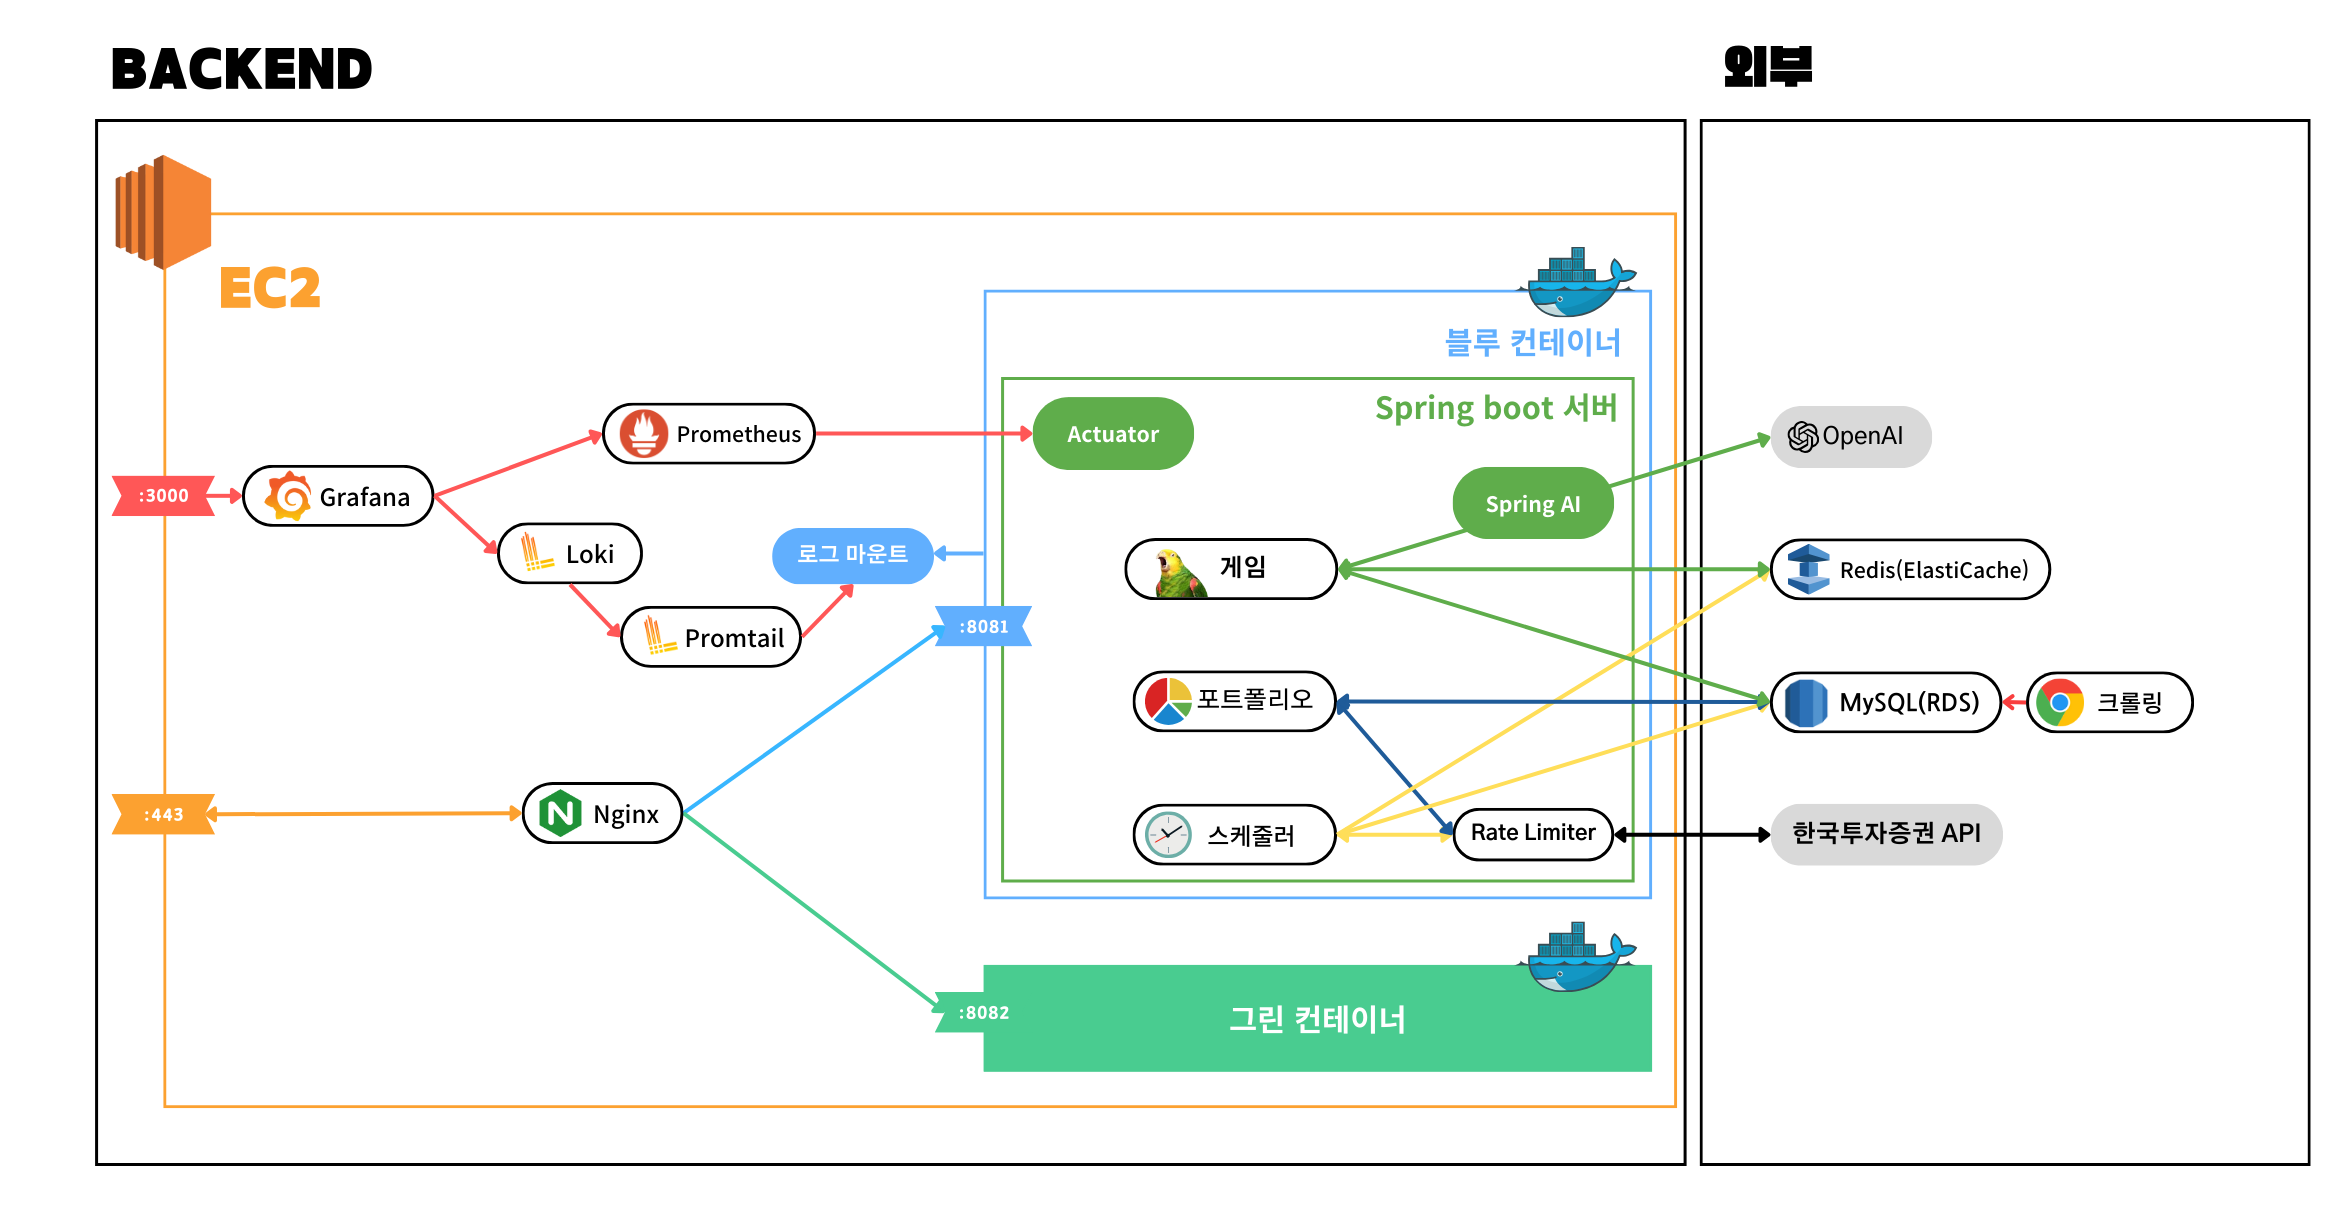 BACKEND
외부
EC2
블루 컨테이너
Spring boot 서버
Actuator
Prometheus
:3000
Grafana
Loki
Promtail
로그 마운트
:8081
Spring AI
OpenAI
게임
Redis(ElastiCache)
포트폴리오
MySQL(RDS)
크롤링
:443
Nginx
스케줄러
Rate Limiter
한국투자증권 API
:8082
그린 컨테이너